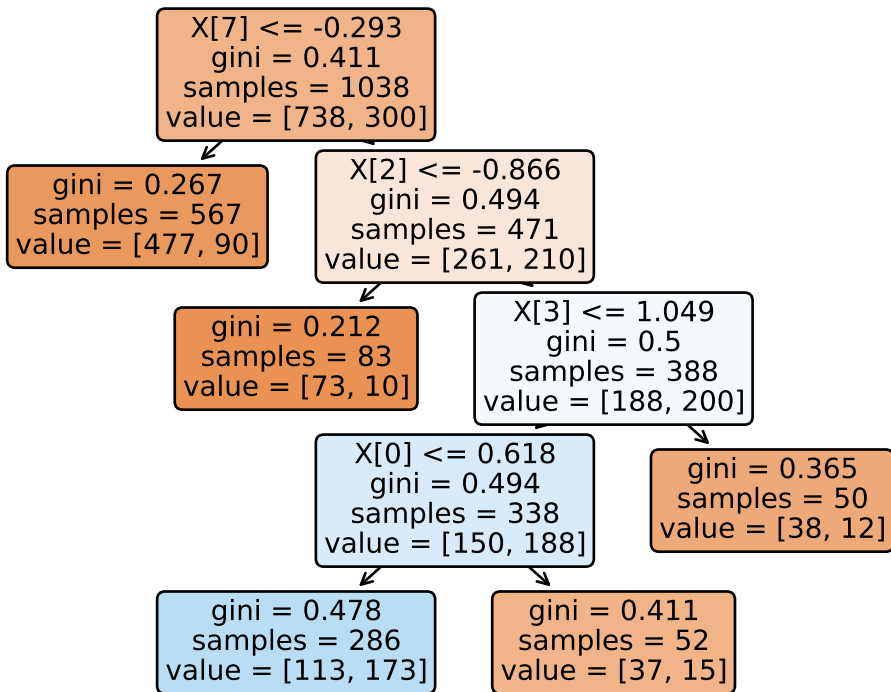 X[7] <= -0.293
gini = 0.411
samples = 1038
value = [738, 300]
gini = 0.267
samples = 567
value = [477, 90]
X[2] <= -0.866
gini = 0.494
samples = 471
value = [261, 210]
gini = 0.212
samples = 83
value = [73, 10]
X[3] <= 1.049
gini = 0.5
samples = 388
value = [188, 200]
X[0] <= 0.618
gini = 0.494
samples = 338
value = [150, 188]
gini = 0.365
samples = 50
value = [38, 12]
gini = 0.478
samples = 286
value = [113, 173]
gini = 0.411
samples = 52
value = [37, 15]